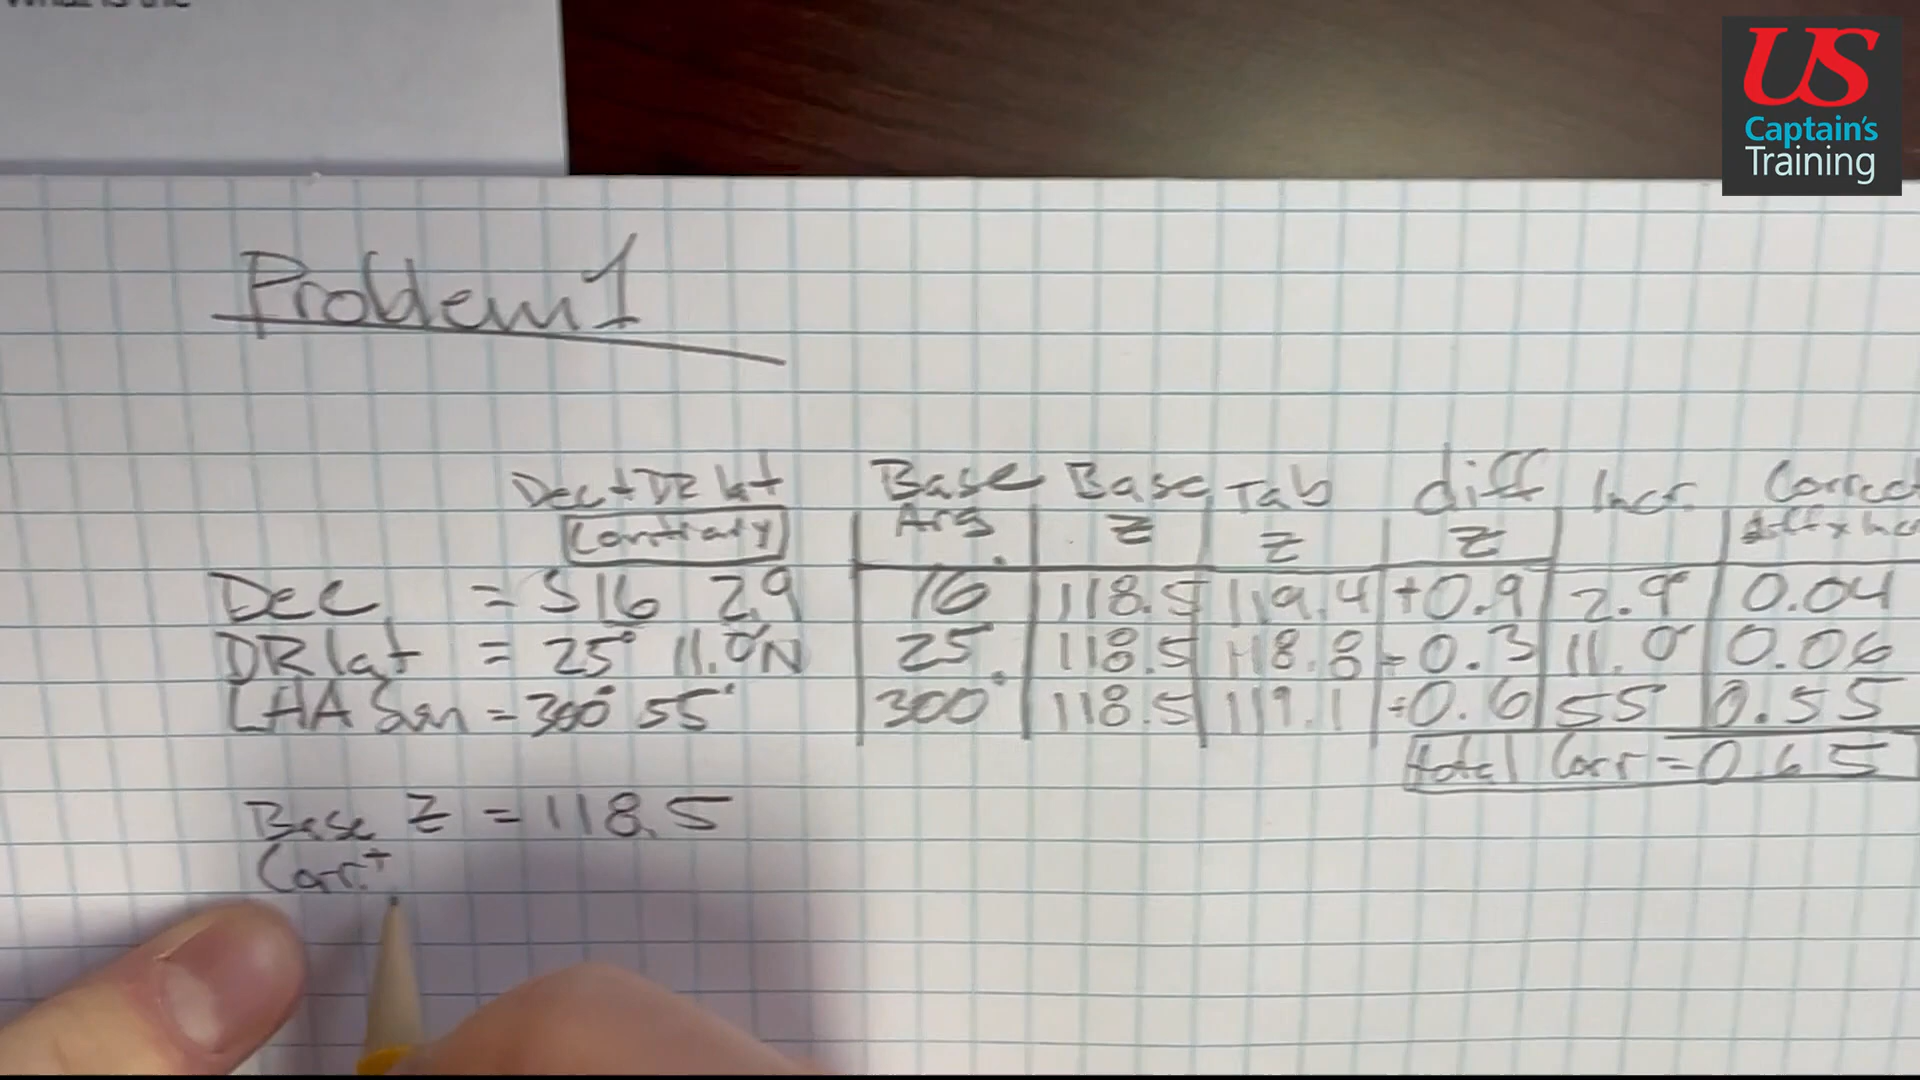 US
Captain's
Training
Problem 1
Dec + DR lat Base Base Tab diff Incr. Correct
Contrary Arg Z Z Z diff x Inc
Dec = S 16 2.9 16 118.5 119.4 +0.9 2.9 0.04
DR lat = 25° 11.0'N 25 118.5 118.8 +0.3 11.0 0.06
LHA Sun = 300° 55' 300° 118.5 119.1 +0.6 55 0.55
total Corr = 0.65
Base Z = 118.5
Corr. +